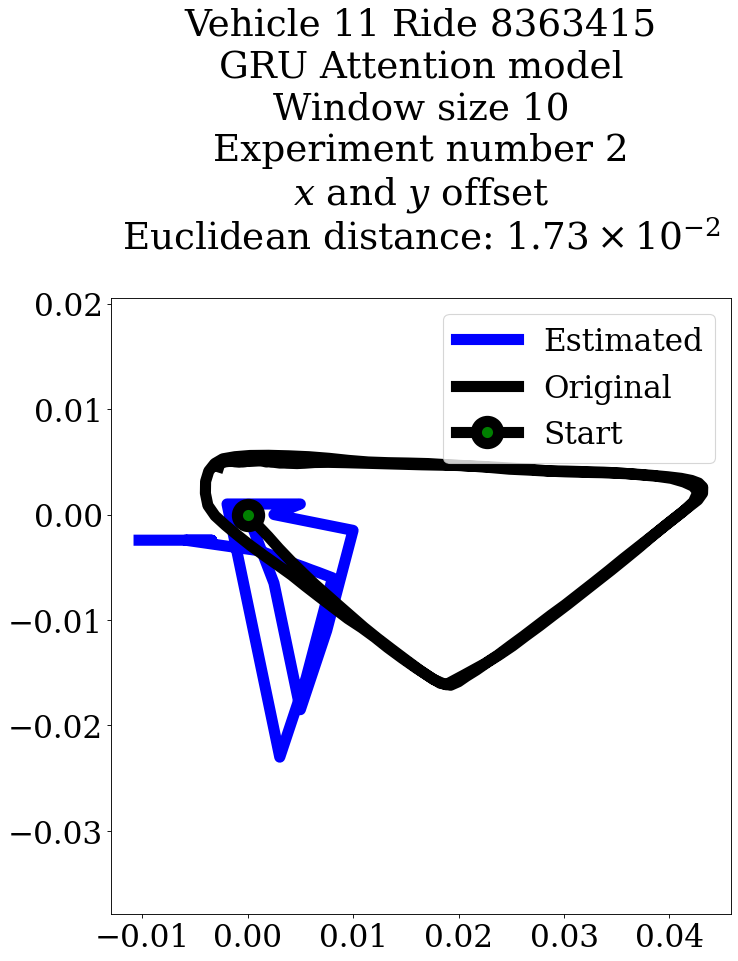 Vehicle 11 Ride 8363415
GRU Attention model
Window size 10
Experiment number 2
x and y offset
Euclidean distance: 1.73 × 10⁻²
0.02
0.01
0.00
−0.01
−0.02
−0.03
Estimated
Original
Start
−0.01 0.00 0.01 0.02 0.03 0.04